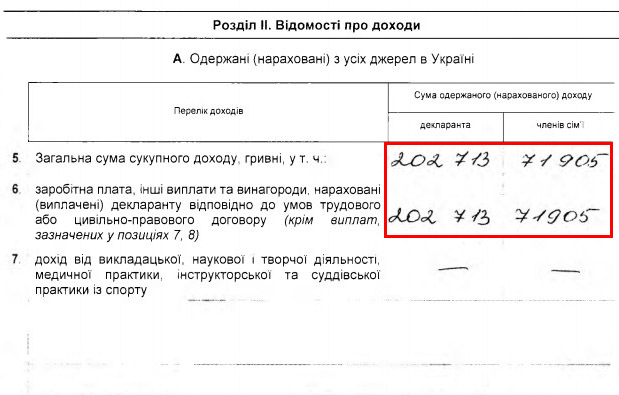 Розділ II. Відомості про доходи
А. Одержані (нараховані) з усіх джерел в Україні
Перелік доходів
Сума одержаного (нарахованого) доходу
декларанта
членів сім'ї
5. Загальна сума сукупного доходу, гривні, у т. ч.: 202 713 71905
6. заробітна плата, інші виплати та винагороди, нараховані
(виплачені) декларанту відповідно до умов трудового
або цивільно-правового договору (крім виплат, 202 713 71905
зазначених у позиціях 7, 8)
7. дохід від викладацької, наукової і творчої діяльності, — —
медичної практики, інструкторської та суддівської
практики із спорту